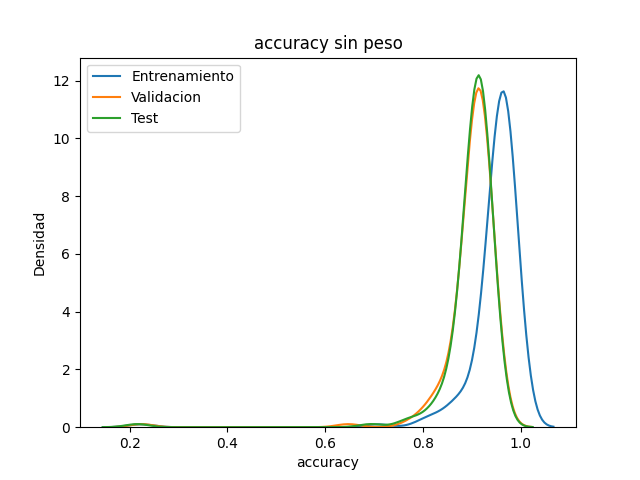 accuracy sin peso
Entrenamiento
Validacion
Test
Densidad
12
10
8
6
4
2
0
0.2 0.4 0.6 0.8 1.0
accuracy